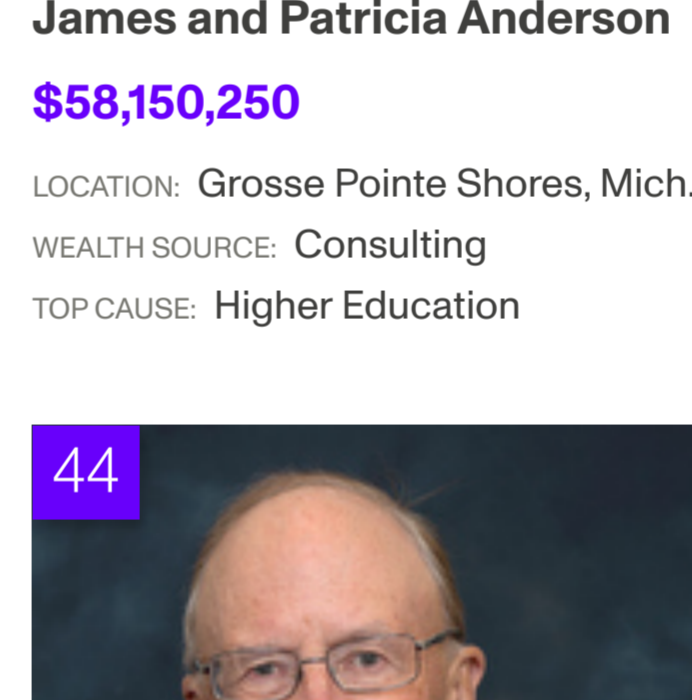 James and Patricia Anderson
$58,150,250
LOCATION: Grosse Pointe Shores, Mich.
WEALTH SOURCE: Consulting
TOP CAUSE: Higher Education
44